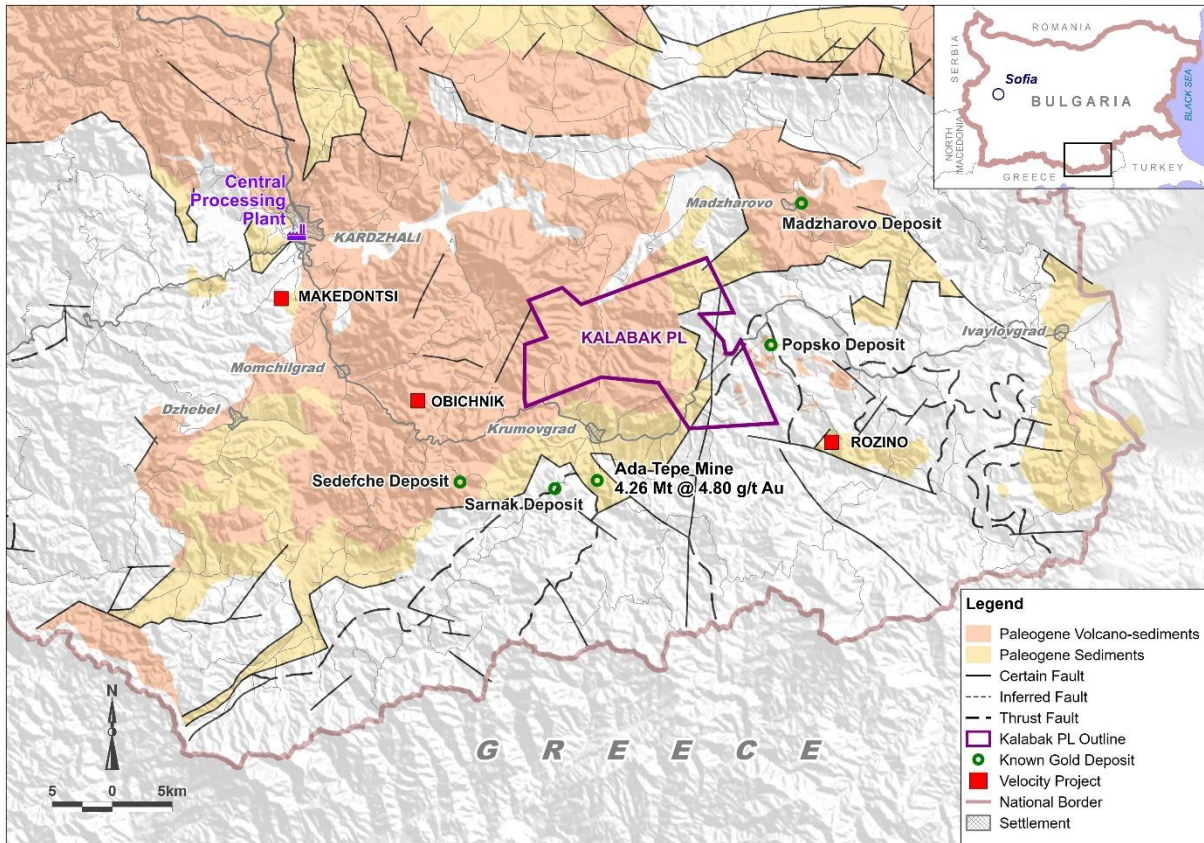 ROMANIA
SERBIA
Sofia
BULGARIA
BLACK SEA
NORTH
MACEDONIA
GREECE
TURKEY
Central
Processing
Plant
KARDZHALI
Madzharovo
Madzharovo Deposit
MAKEDONTSI
KALABAK PL
Ivaylovgrad
Popsko Deposit
Momchilgrad
OBICHNIK
Dzhebel
Krumovgrad
ROZINO
Ada Tepe Mine
4.26 Mt @ 4.80 g/t Au
Sedefche Deposit
Sarnak Deposit
GREECE
N
5 0 5km
Legend
Paleogene Volcano-sediments
Paleogene Sediments
Certain Fault
Inferred Fault
Thrust Fault
Kalabak PL Outline
Known Gold Deposit
Velocity Project
National Border
Settlement